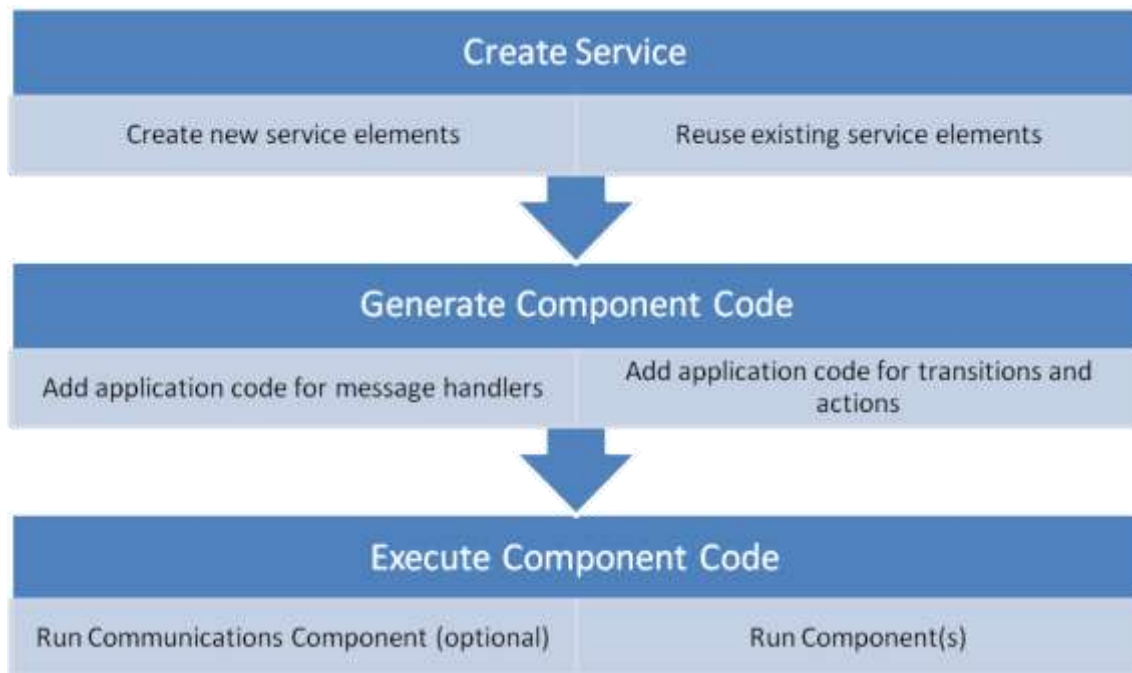 Create Service
Create new service elements
Reuse existing service elements
Generate Component Code
Add application code for message handlers
Add application code for transitions and
actions
Execute Component Code
Run Communications Component (optional)
Run Component(s)